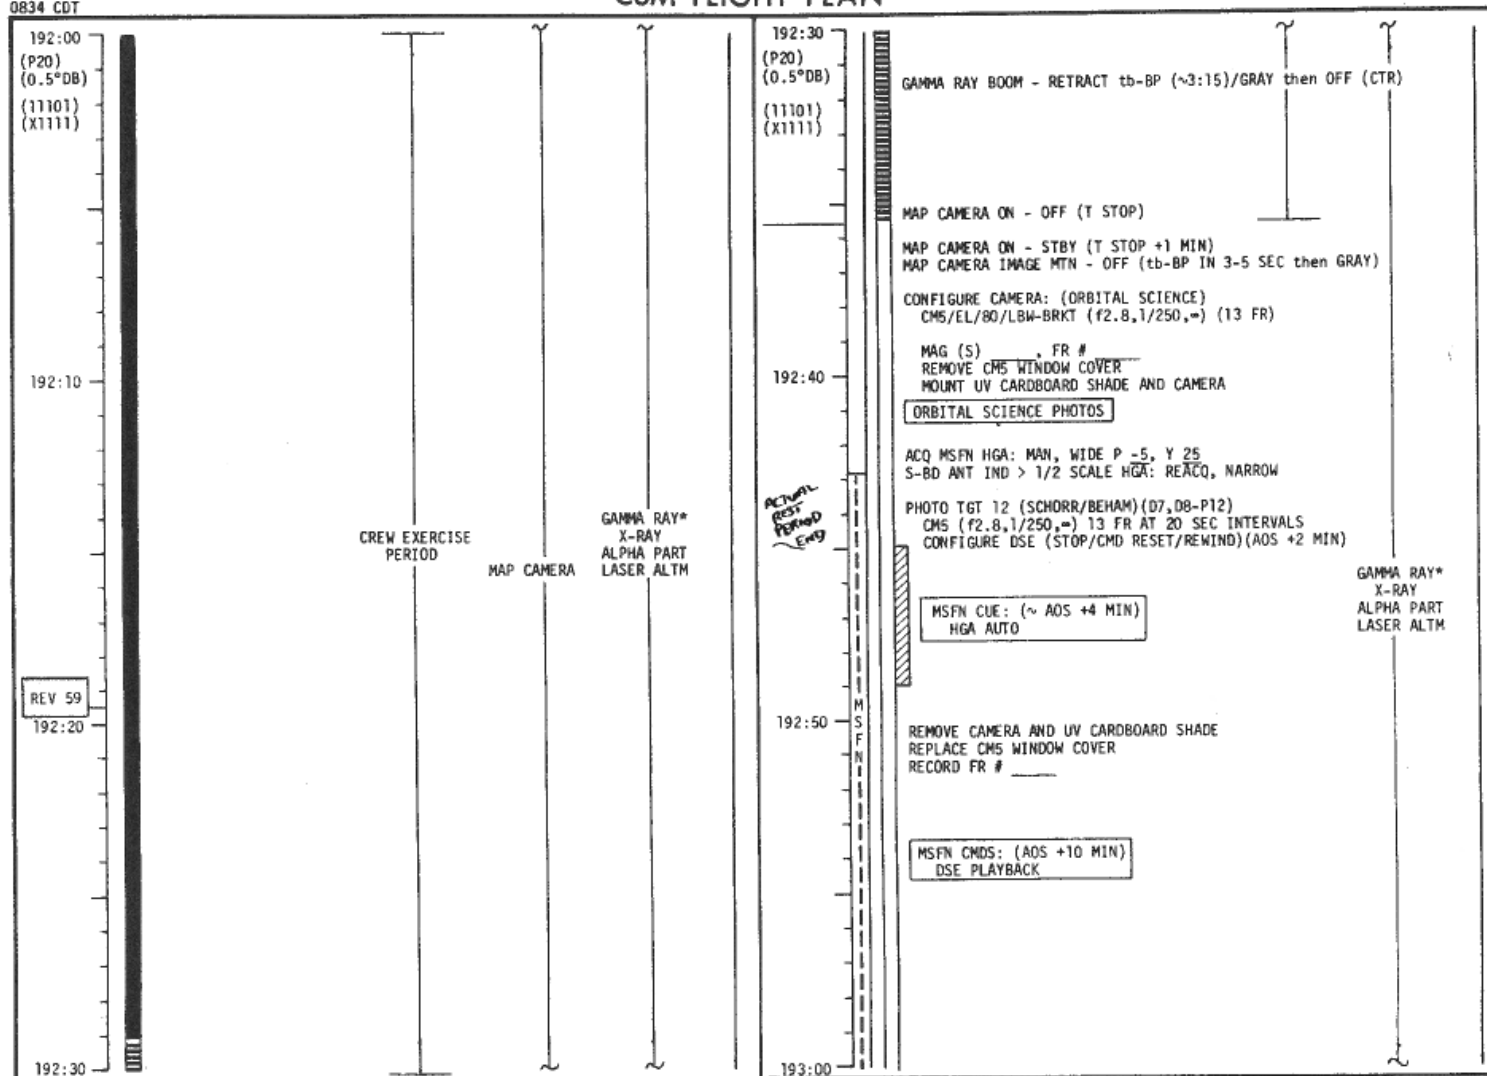 0834 CDT
CSM FLIGHT PLAN
192:00
(P20)
(0.5°DB)
(11101)
(X1111)
192:10
REV 59
192:20
192:30
CREW EXERCISE
PERIOD
MAP CAMERA
GAMMA RAY*
X-RAY
ALPHA PART
LASER ALTM
192:30
(P20)
(0.5°DB)
(11101)
(X1111)
192:40
192:50
193:00
ACTUAL
REST
PERIOD
END
MSFN
GAMMA RAY BOOM - RETRACT tb-BP (~3:15)/GRAY then OFF (CTR)
MAP CAMERA ON - OFF (T STOP)
MAP CAMERA ON - STBY (T STOP +1 MIN)
MAP CAMERA IMAGE MTN - OFF (tb-BP IN 3-5 SEC then GRAY)
CONFIGURE CAMERA: (ORBITAL SCIENCE)
CM5/EL/80/LBW-BRKT (f2.8,1/250,∞) (13 FR)
MAG (S) _____, FR # _____
REMOVE CM5 WINDOW COVER
MOUNT UV CARDBOARD SHADE AND CAMERA
ORBITAL SCIENCE PHOTOS
ACQ MSFN HGA: MAN, WIDE P -5, Y 25
S-BD ANT IND > 1/2 SCALE HGA: REACQ, NARROW
PHOTO TGT 12 (SCHORR/BEHAM)(D7,D8-P12)
CM5 (f2.8,1/250,∞) 13 FR AT 20 SEC INTERVALS
CONFIGURE DSE (STOP/CMD RESET/REWIND)(AOS +2 MIN)
MSFN CUE: (~ AOS +4 MIN)
HGA AUTO
REMOVE CAMERA AND UV CARDBOARD SHADE
REPLACE CM5 WINDOW COVER
RECORD FR # _____
MSFN CMDS: (AOS +10 MIN)
DSE PLAYBACK
GAMMA RAY*
X-RAY
ALPHA PART
LASER ALTM